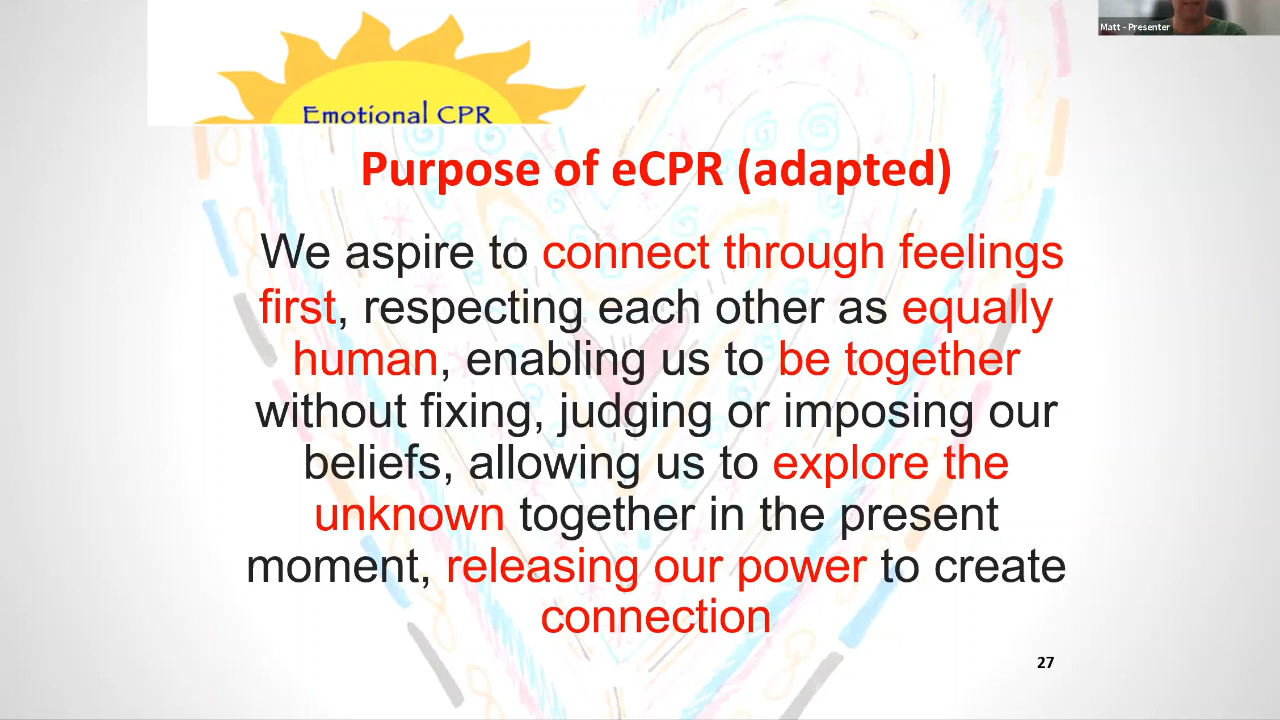 Matt - Presenter
Emotional CPR
Purpose of eCPR (adapted)
We aspire to connect through feelings
first, respecting each other as equally
human, enabling us to be together
without fixing, judging or imposing our
beliefs, allowing us to explore the
unknown together in the present
moment, releasing our power to create
connection
27